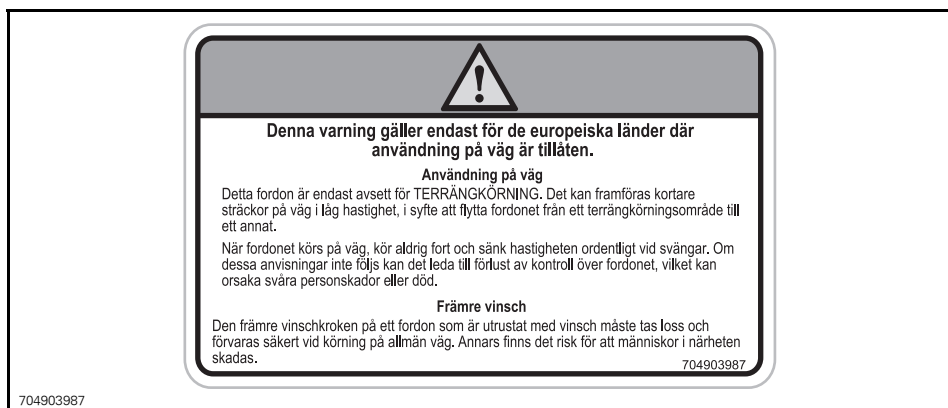 Denna varning gäller endast för de europeiska länder där
användning på väg är tillåten.
Användning på väg
Detta fordon är endast avsett för TERRÄNGKÖRNING. Det kan framföras kortare
sträckor på väg i låg hastighet, i syfte att flytta fordonet från ett terrängkörningsområde till
ett annat.
När fordonet körs på väg, kör aldrig fort och sänk hastigheten ordentligt vid svängar. Om
dessa anvisningar inte följs kan det leda till förlust av kontroll över fordonet, vilket kan
orsaka svåra personskador eller död.
Främre vinsch
Den främre vinschkroken på ett fordon som är utrustat med vinsch måste tas loss och
förvaras säkert vid körning på allmän väg. Annars finns det risk för att människor i närheten
skadas.
704903987
704903987